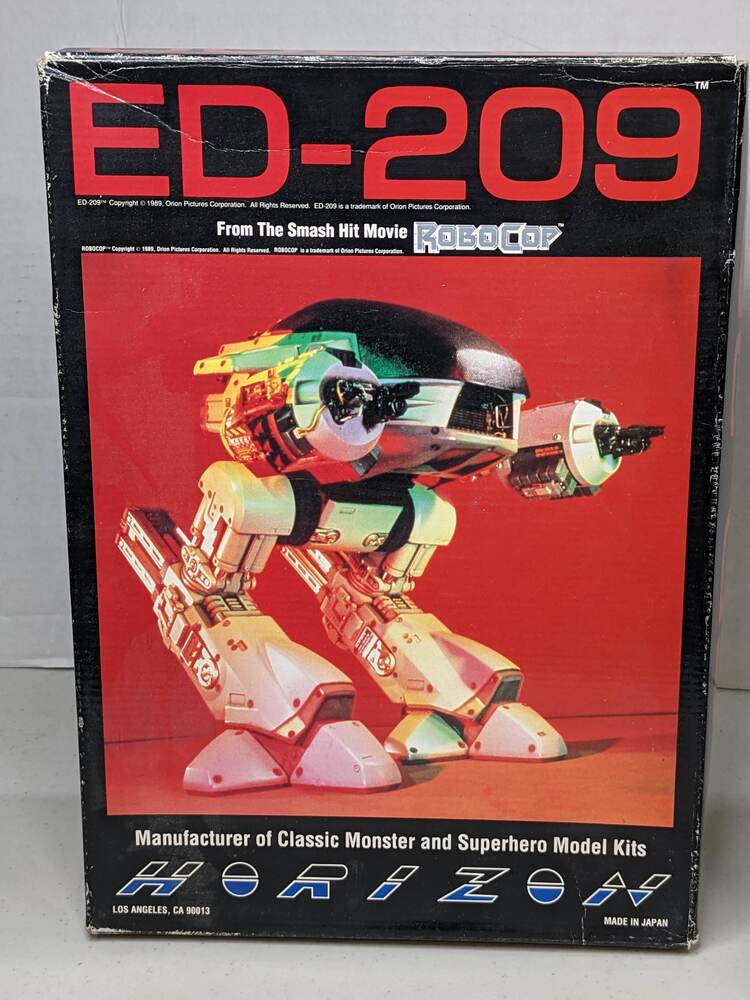 ED-209™
ED-209™ Copyright © 1989, Orion Pictures Corporation. All Rights Reserved. ED-209 is a trademark of Orion Pictures Corporation.
From The Smash Hit Movie ROBOCOP™
ROBOCOP™ Copyright © 1989, Orion Pictures Corporation. All Rights Reserved. ROBOCOP is a trademark of Orion Pictures Corporation.
Manufacturer of Classic Monster and Superhero Model Kits
HORIZON
LOS ANGELES, CA 90013
MADE IN JAPAN